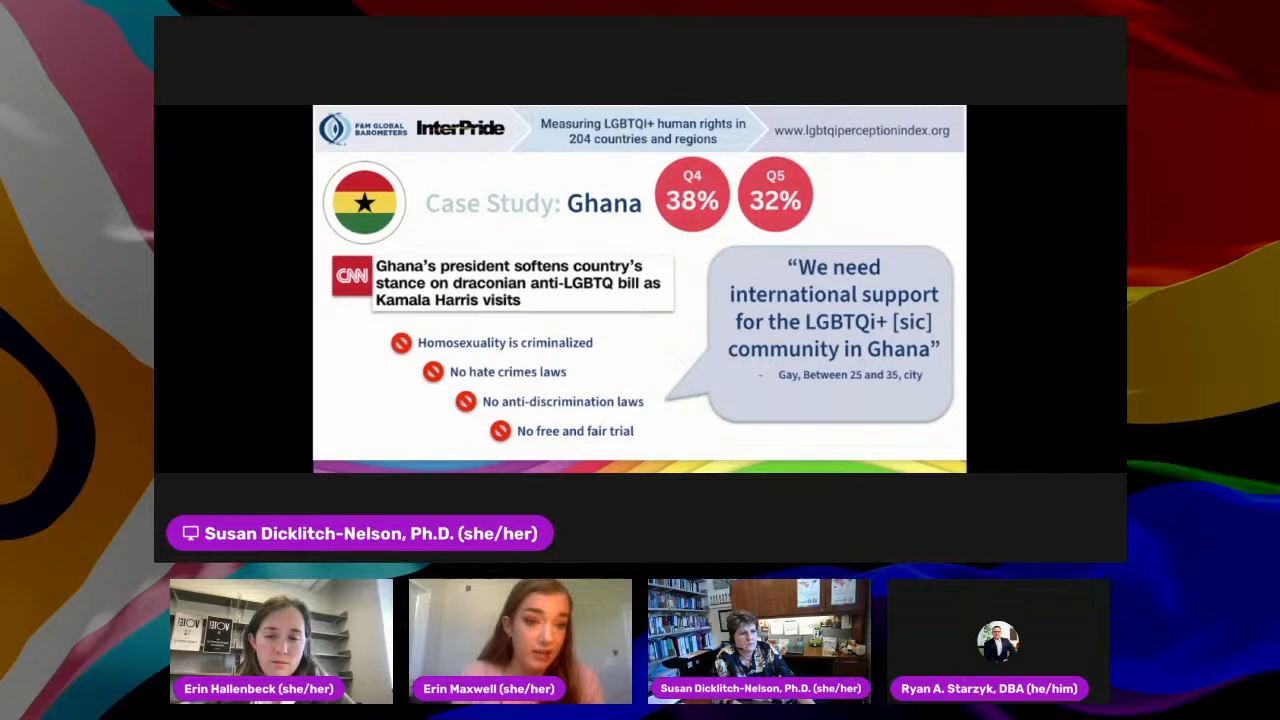 F&M GLOBAL
BAROMETERS
InterPride
Measuring LGBTQI+ human rights in
204 countries and regions
www.lgbtqiperceptionindex.org
Case Study: Ghana
Q4
38%
Q5
32%
CNN
Ghana's president softens country's
stance on draconian anti-LGBTQ bill as
Kamala Harris visits
Homosexuality is criminalized
No hate crimes laws
No anti-discrimination laws
No free and fair trial
“We need
international support
for the LGBTQi+ [sic]
community in Ghana”
- Gay, Between 25 and 35, city
Susan Dicklitch-Nelson, Ph.D. (she/her)
VOTE
VOTE
Erin Hallenbeck (she/her)
Erin Maxwell (she/her)
Susan Dicklitch-Nelson, Ph.D. (she/her)
Ryan A. Starzyk, DBA (he/him)